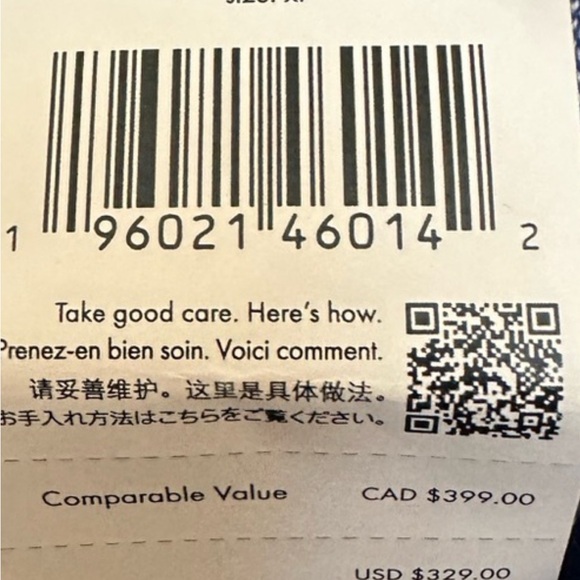 1 96021 46014 2
Take good care. Here's how.
Prenez-en bien soin. Voici comment.
请妥善维护。这里是具体做法。
お手入れ方法はこちらをご覧ください。
Comparable Value CAD $399.00
USD $329.00